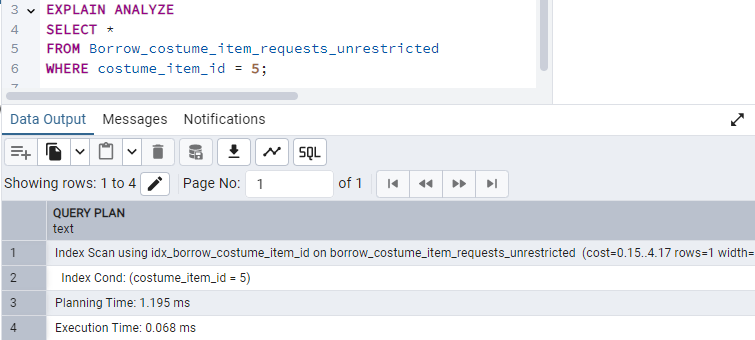 3 EXPLAIN ANALYZE
4 SELECT *
5 FROM Borrow_costume_item_requests_unrestricted
6 WHERE costume_item_id = 5;
7
Data Output Messages Notifications
SQL
Showing rows: 1 to 4 Page No: 1 of 1
QUERY PLAN
text
1 Index Scan using idx_borrow_costume_item_id on borrow_costume_item_requests_unrestricted (cost=0.15..4.17 rows=1 width=
2 Index Cond: (costume_item_id = 5)
3 Planning Time: 1.195 ms
4 Execution Time: 0.068 ms